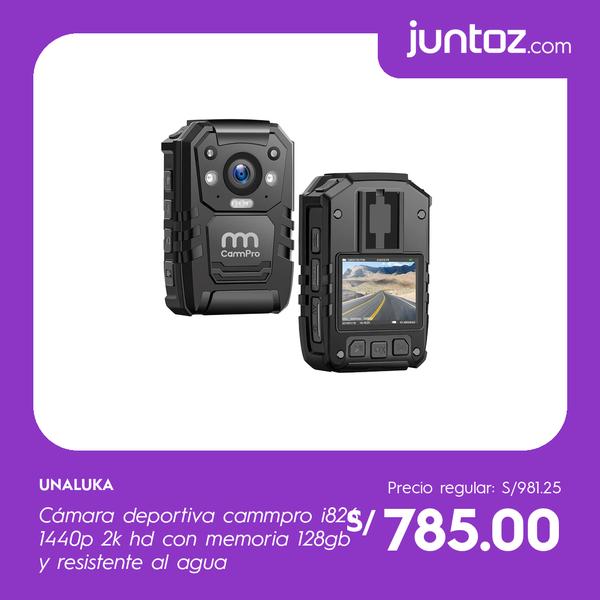 juntoz.com
CammPro
UNALUKA
Precio regular: S/981.25
Cámara deportiva cammpro i826
1440p 2k hd con memoria 128gb
y resistente al agua
S/785.00